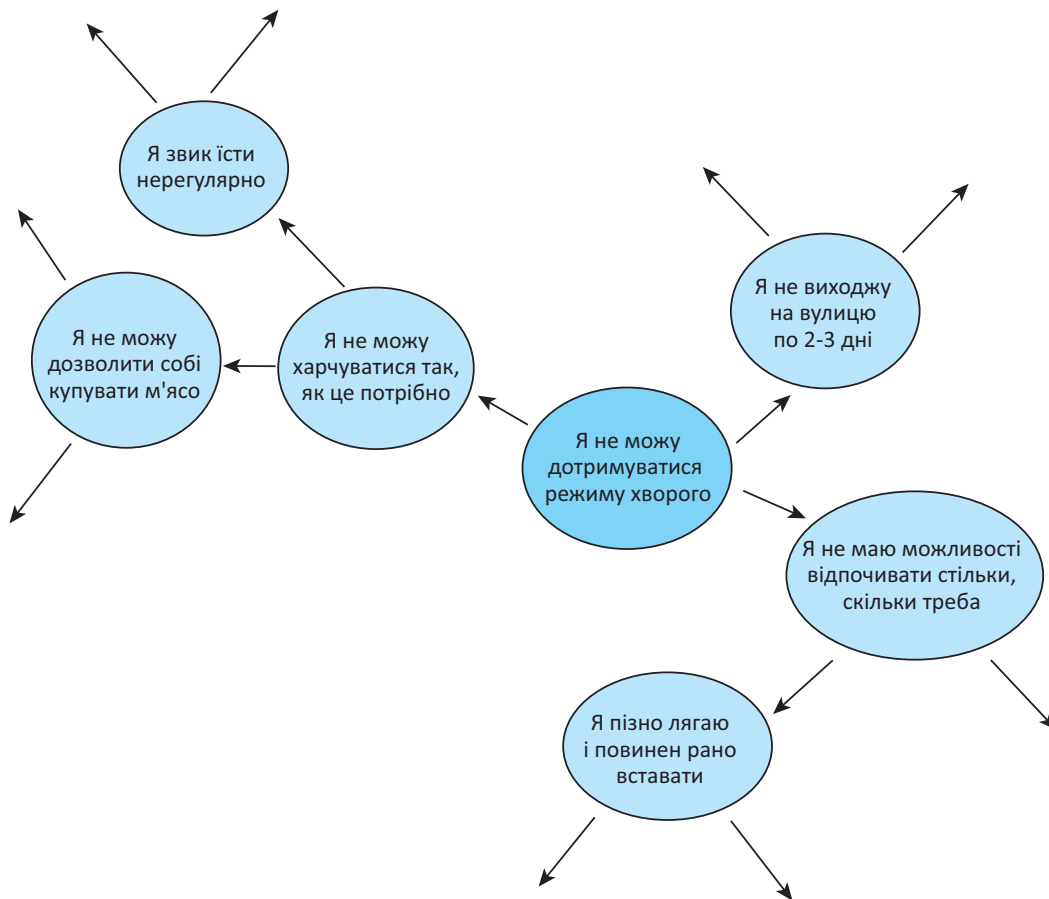 Я звик їсти
нерегулярно
Я не можу
дозволити собі
купувати м'ясо
Я не можу
харчуватися так,
як це потрібно
Я не виходжу
на вулицю
по 2-3 дні
Я не можу
дотримуватися
режиму хворого
Я не маю можливості
відпочивати стільки,
скільки треба
Я пізно лягаю
і повинен рано
вставати